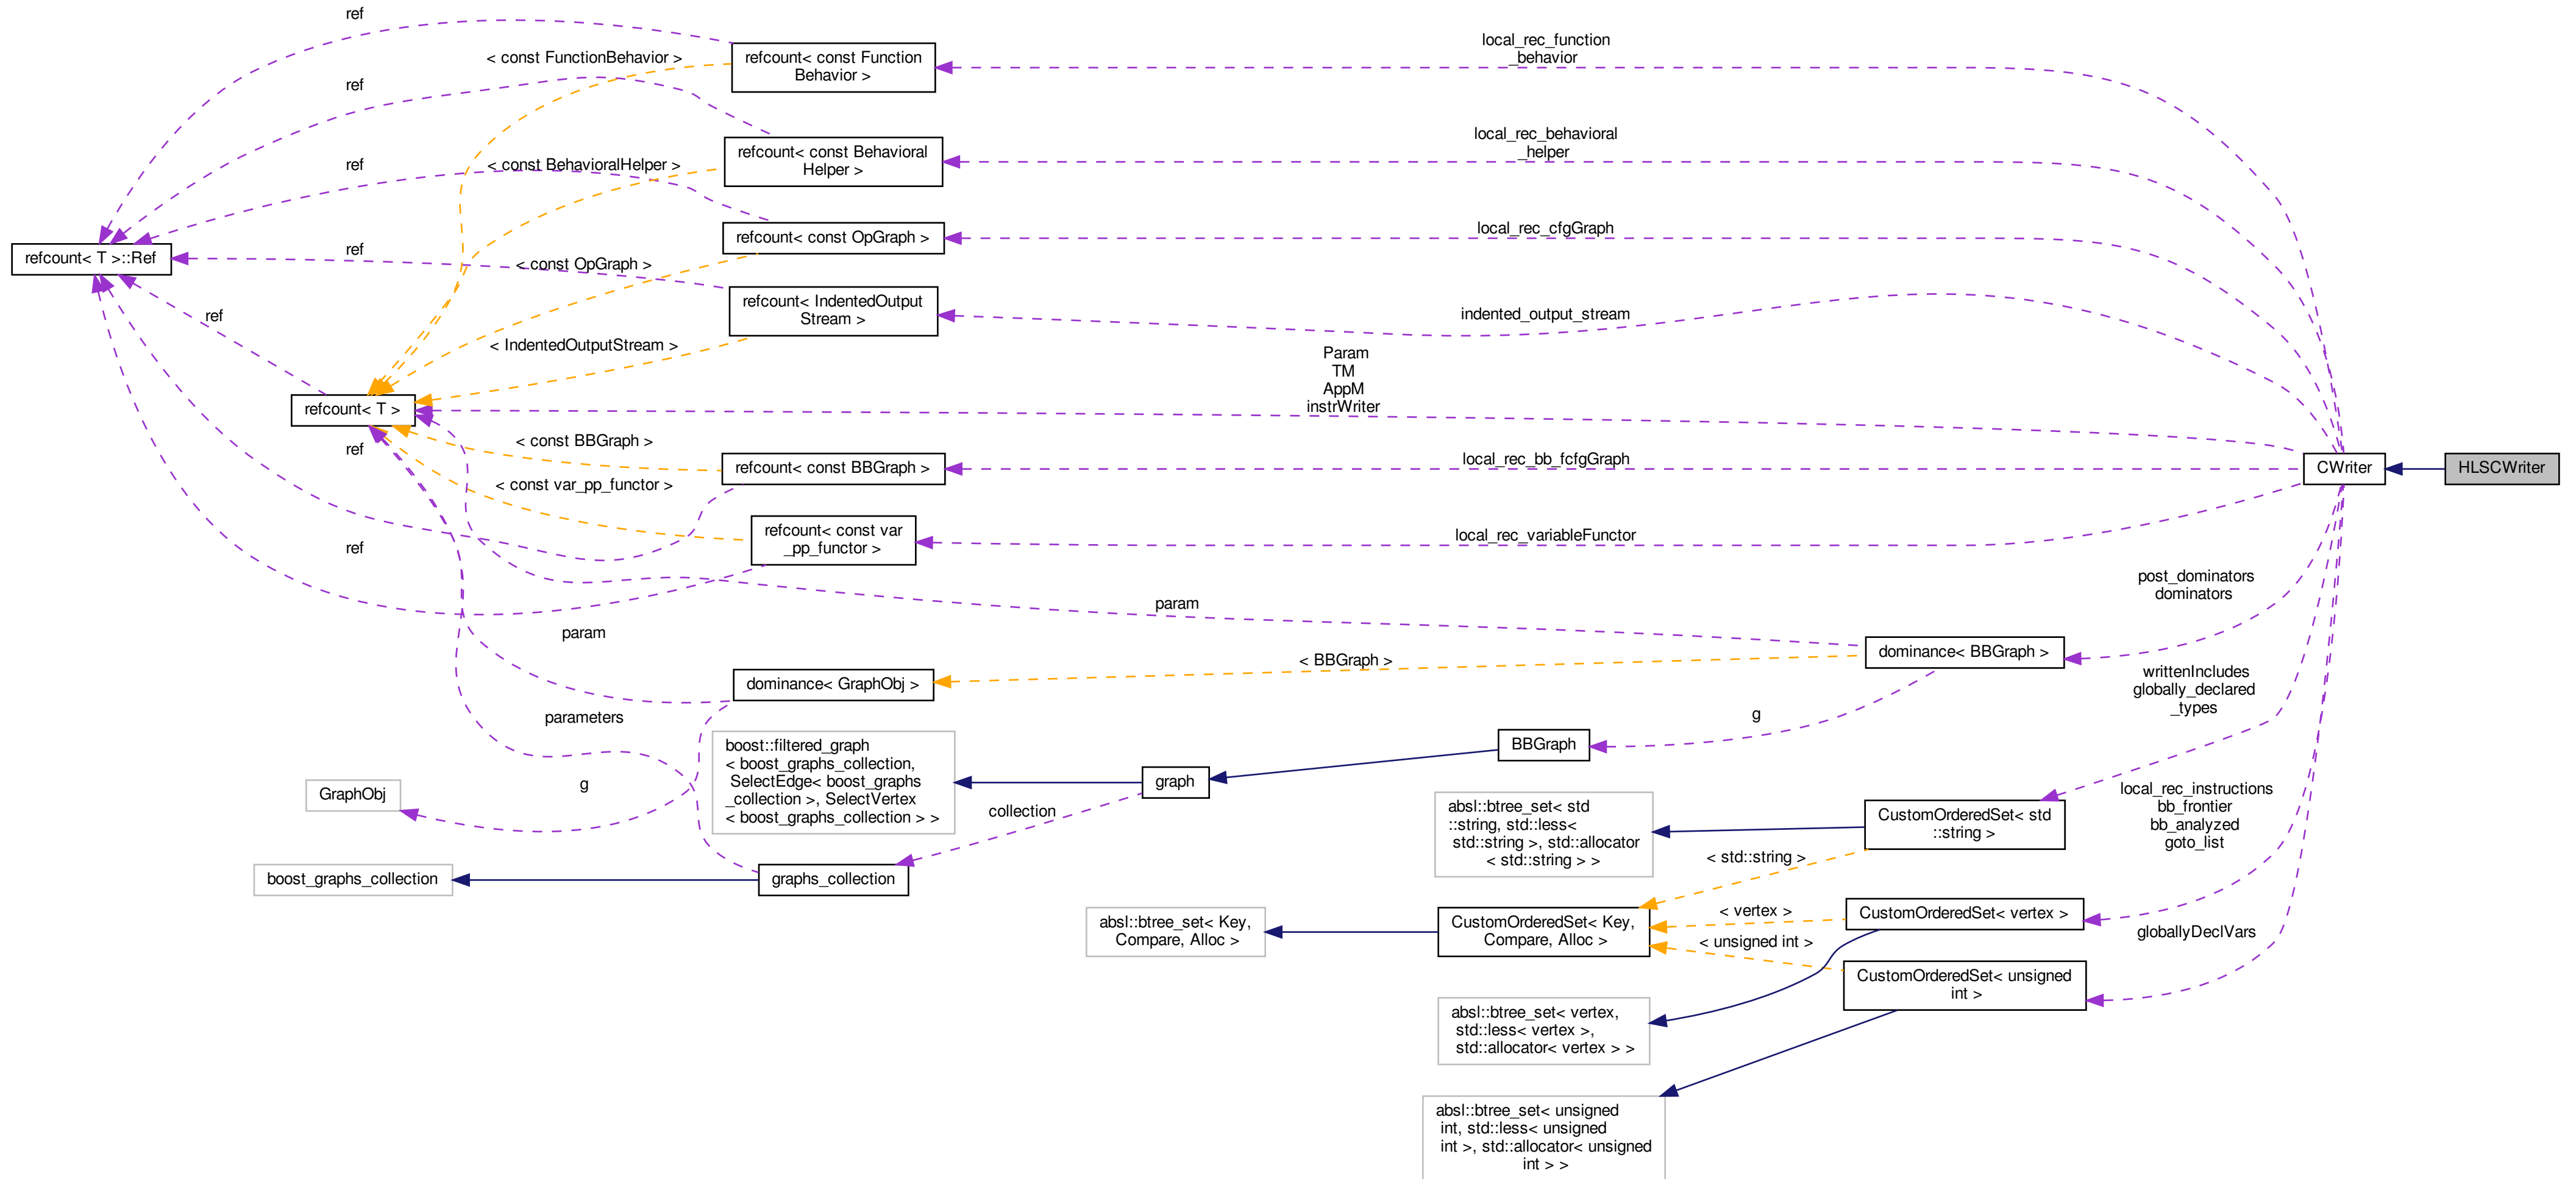 ref
local_rec_function
_behavior
< const FunctionBehavior >
refcount< const Function
Behavior >
ref
local_rec_behavioral
_helper
refcount< const Behavioral
Helper >
ref
< const BehavioralHelper >
refcount< const OpGraph >
local_rec_cfgGraph
refcount< T >::Ref
ref
< const OpGraph >
refcount< IndentedOutput
Stream >
indented_output_stream
ref
< IndentedOutputStream >
Param
TM
AppM
instrWriter
refcount< T >
ref
< const BBGraph >
refcount< const BBGraph >
local_rec_bb_fcfgGraph
CWriter
HLSCWriter
< const var_pp_functor >
refcount< const var
_pp_functor >
local_rec_variableFunctor
ref
post_dominators
dominators
param
param
dominance< BBGraph >
< BBGraph >
dominance< GraphObj >
writtenIncludes
globally_declared
_types
parameters
g
boost::filtered_graph
< boost_graphs_collection,
SelectEdge< boost_graphs
_collection >, SelectVertex
< boost_graphs_collection > >
BBGraph
graph
GraphObj
g
collection
local_rec_instructions
bb_frontier
bb_analyzed
goto_list
absl::btree_set< std
::string, std::less<
std::string >, std::allocator
< std::string > >
CustomOrderedSet< std
::string >
< std::string >
boost_graphs_collection
graphs_collection
absl::btree_set< Key,
Compare, Alloc >
CustomOrderedSet< Key,
Compare, Alloc >
< vertex >
CustomOrderedSet< vertex >
< unsigned int >
globallyDeclVars
CustomOrderedSet< unsigned
int >
absl::btree_set< vertex,
std::less< vertex >,
std::allocator< vertex > >
absl::btree_set< unsigned
int, std::less< unsigned
int >, std::allocator< unsigned
int > >